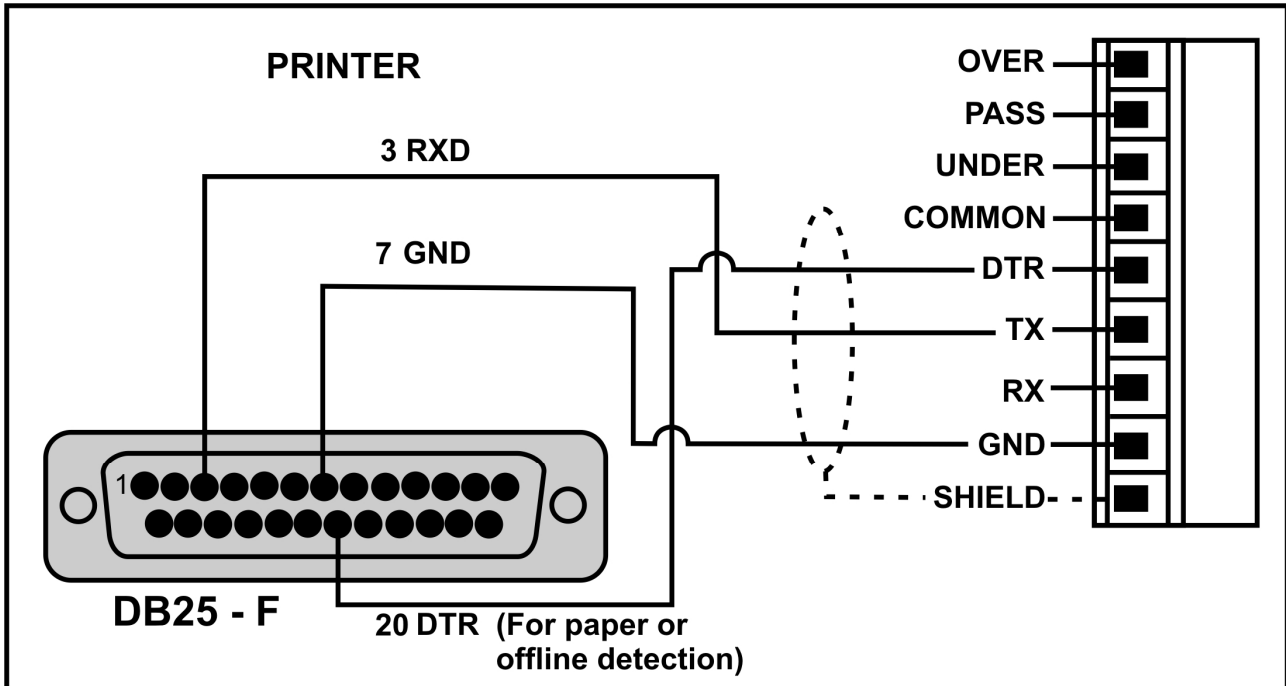 PRINTER
3 RXD
7 GND
1
DB25 - F
20 DTR (For paper or
offline detection)
OVER
PASS
UNDER
COMMON
DTR
TX
RX
GND
SHIELD